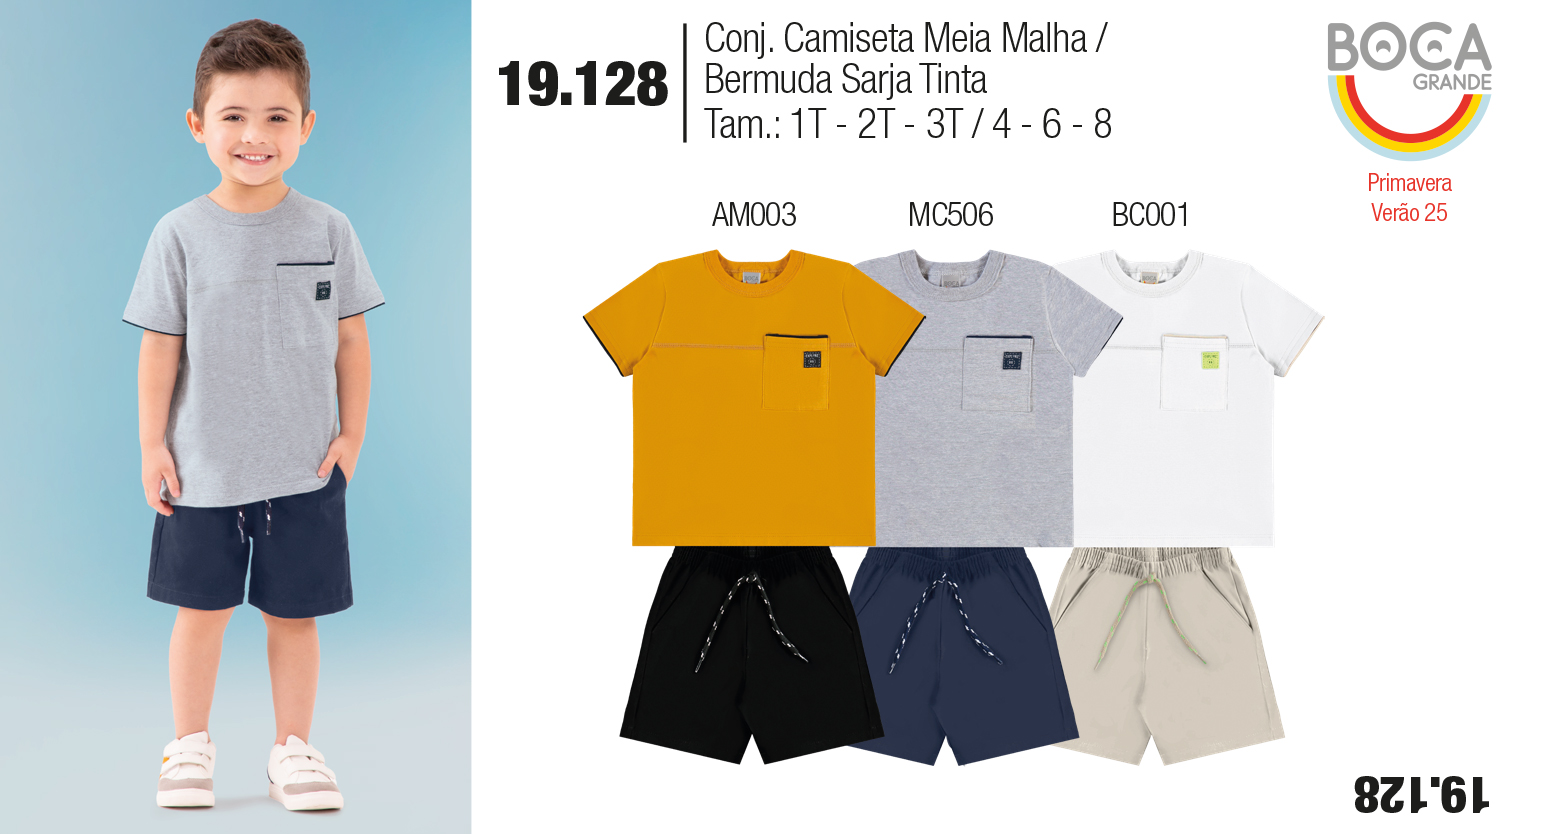 19.128
Conj. Camiseta Meia Malha /
Bermuda Sarja Tinta
Tam.: 1T - 2T - 3T / 4 - 6 - 8
BOCA
GRANDE
Primavera
Verão 25
AM003
MC506
BC001
BOCA
19.128